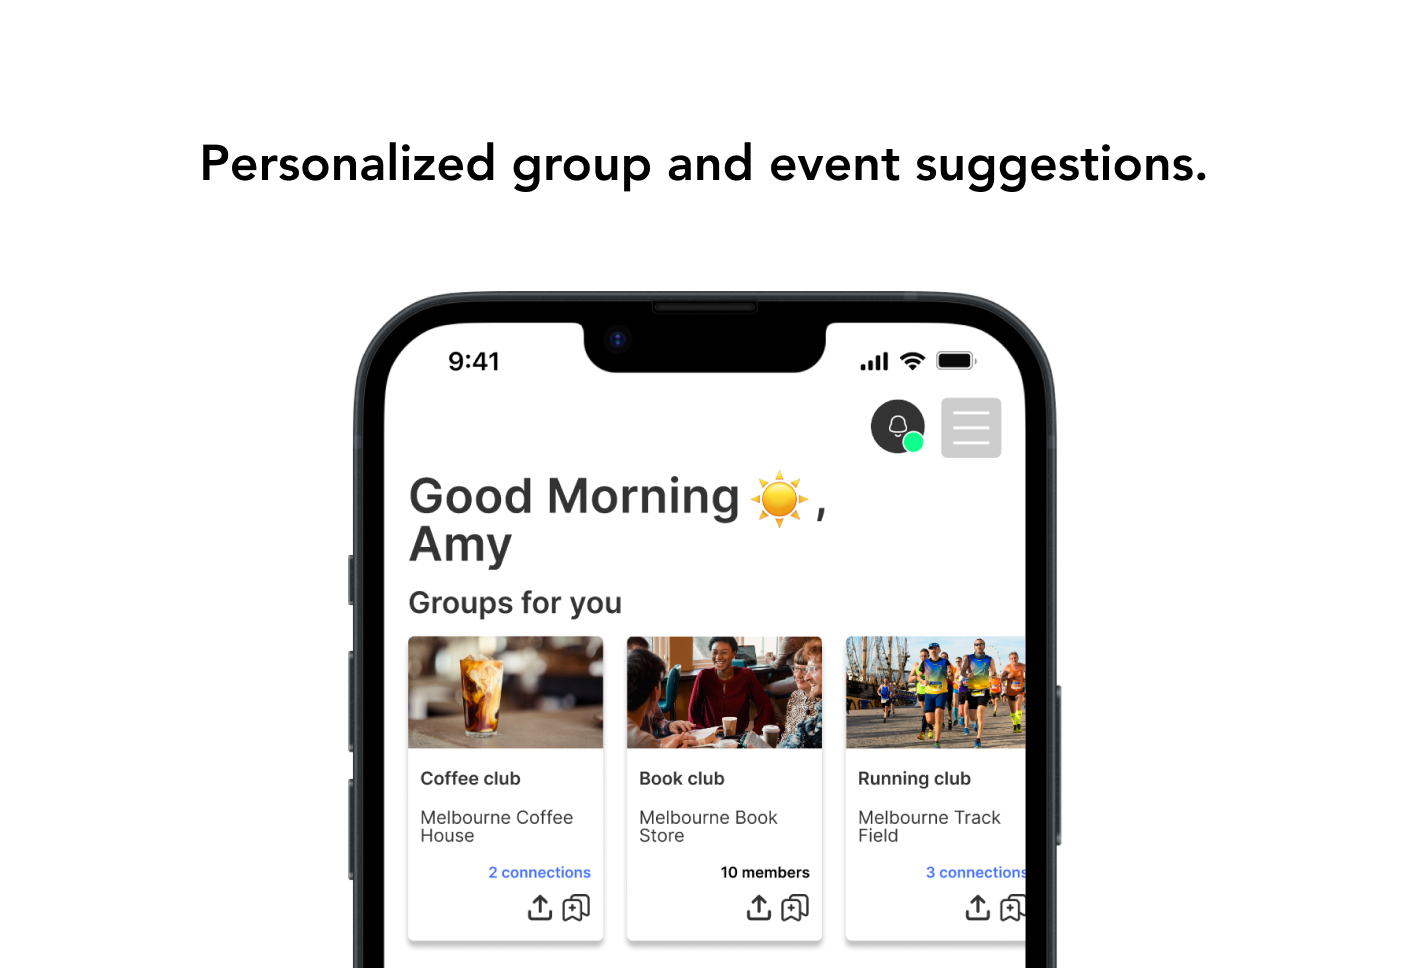 Personalized group and event suggestions.
9:41
Good Morning ☀️,
Amy
Groups for you
Coffee club
Melbourne Coffee
House
2 connections
Book club
Melbourne Book
Store
10 members
Running club
Melbourne Track
Field
3 connections